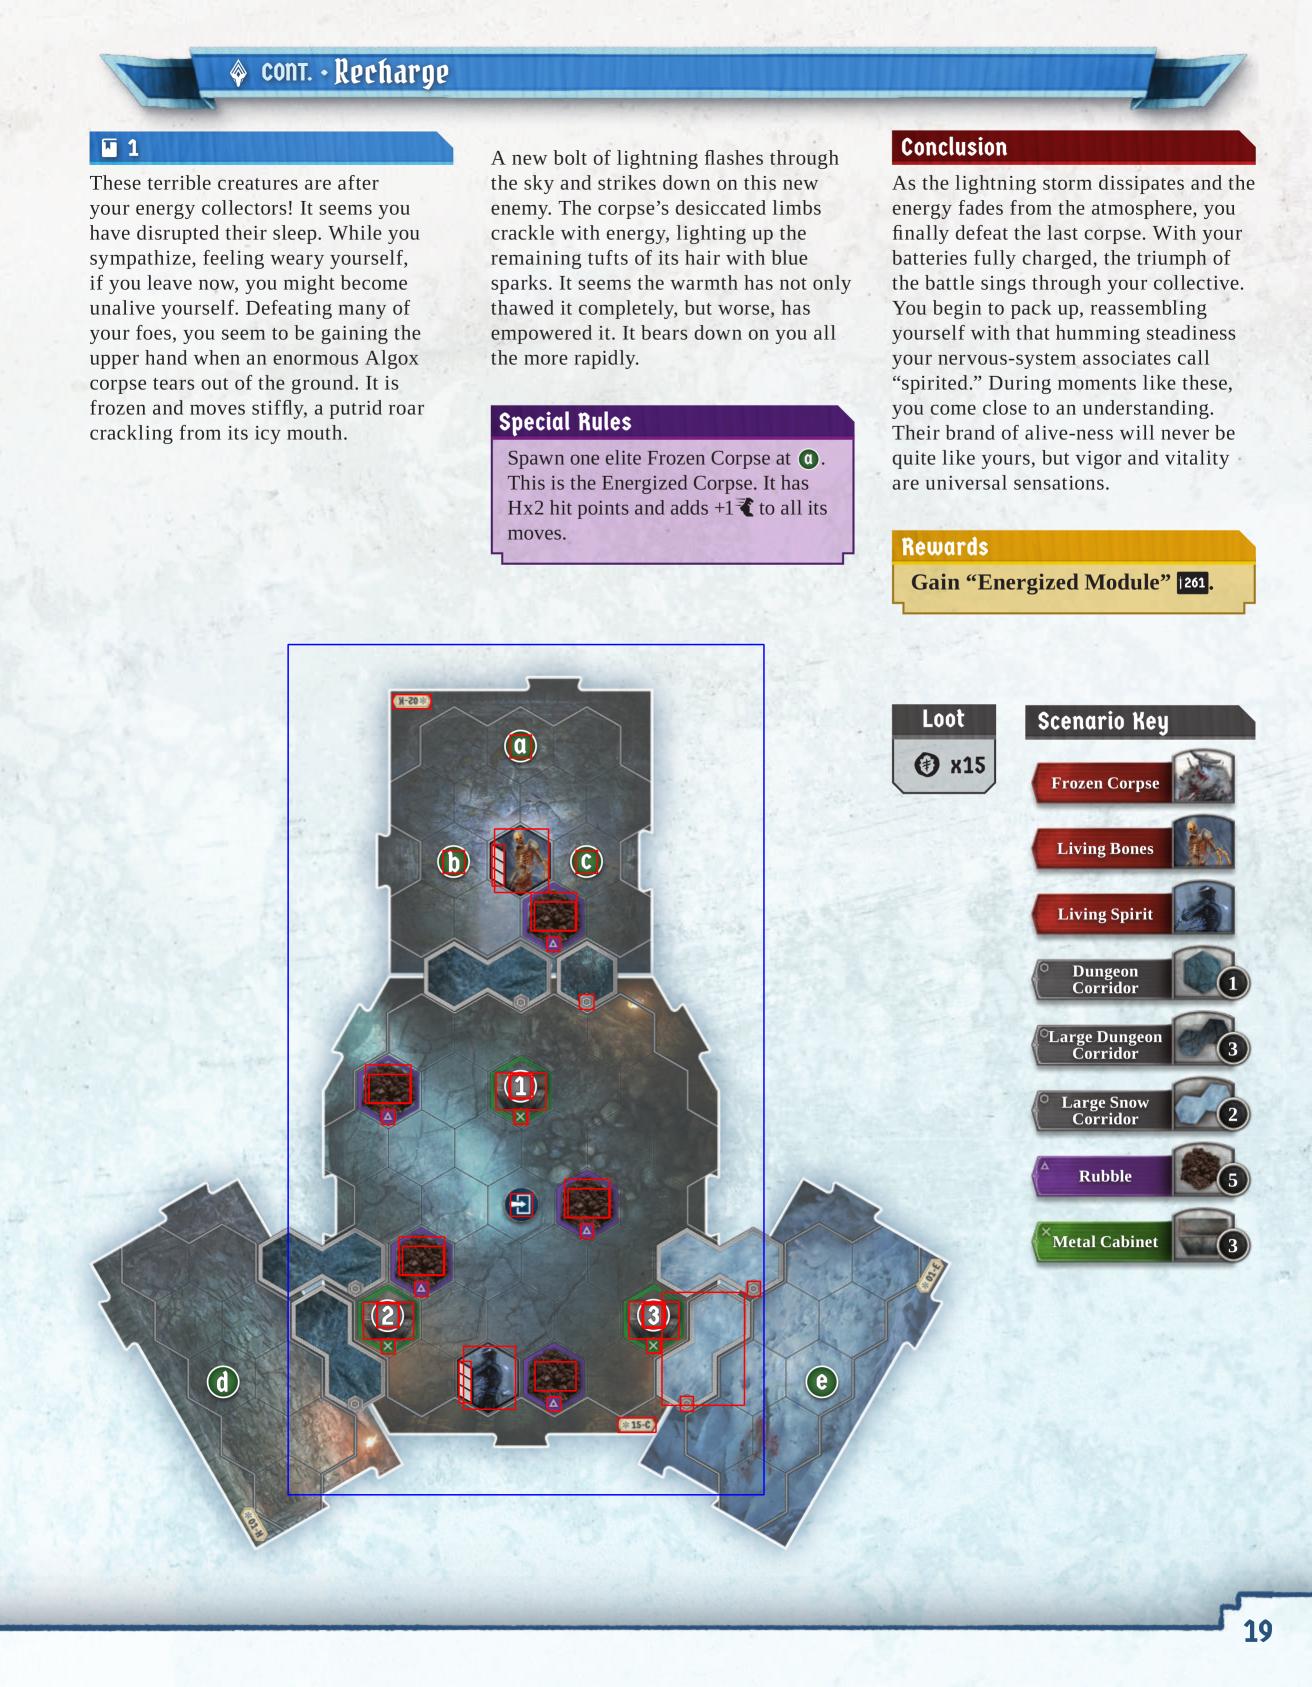 CONT. · Recharge
1
These terrible creatures are after
your energy collectors! It seems you
have disrupted their sleep. While you
sympathize, feeling weary yourself,
if you leave now, you might become
unalive yourself. Defeating many of
your foes, you seem to be gaining the
upper hand when an enormous Algox
corpse tears out of the ground. It is
frozen and moves stiffly, a putrid roar
crackling from its icy mouth.
A new bolt of lightning flashes through
the sky and strikes down on this new
enemy. The corpse’s desiccated limbs
crackle with energy, lighting up the
remaining tufts of its hair with blue
sparks. It seems the warmth has not only
thawed it completely, but worse, has
empowered it. It bears down on you all
the more rapidly.
Special Rules
Spawn one elite Frozen Corpse at a.
This is the Energized Corpse. It has
Hx2 hit points and adds +1 to all its
moves.
Conclusion
As the lightning storm dissipates and the
energy fades from the atmosphere, you
finally defeat the last corpse. With your
batteries fully charged, the triumph of
the battle sings through your collective.
You begin to pack up, reassembling
yourself with that humming steadiness
your nervous-system associates call
“spirited.” During moments like these,
you come close to an understanding.
Their brand of alive-ness will never be
quite like yours, but vigor and vitality
are universal sensations.
Rewards
Gain “Energized Module” 261.
Loot
x15
Scenario Key
Frozen Corpse
Living Bones
Living Spirit
Dungeon
Corridor
1
Large Dungeon
Corridor
3
Large Snow
Corridor
2
Rubble
5
Metal Cabinet
3
02-K
a
b
c
1
2
3
d
e
01-E
15-C
01-H
19